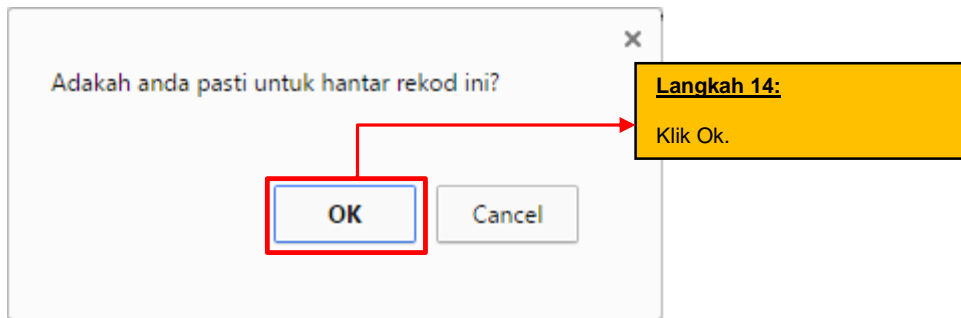 Adakah anda pasti untuk hantar rekod ini?
Langkah 14:
Klik Ok.
OK
Cancel